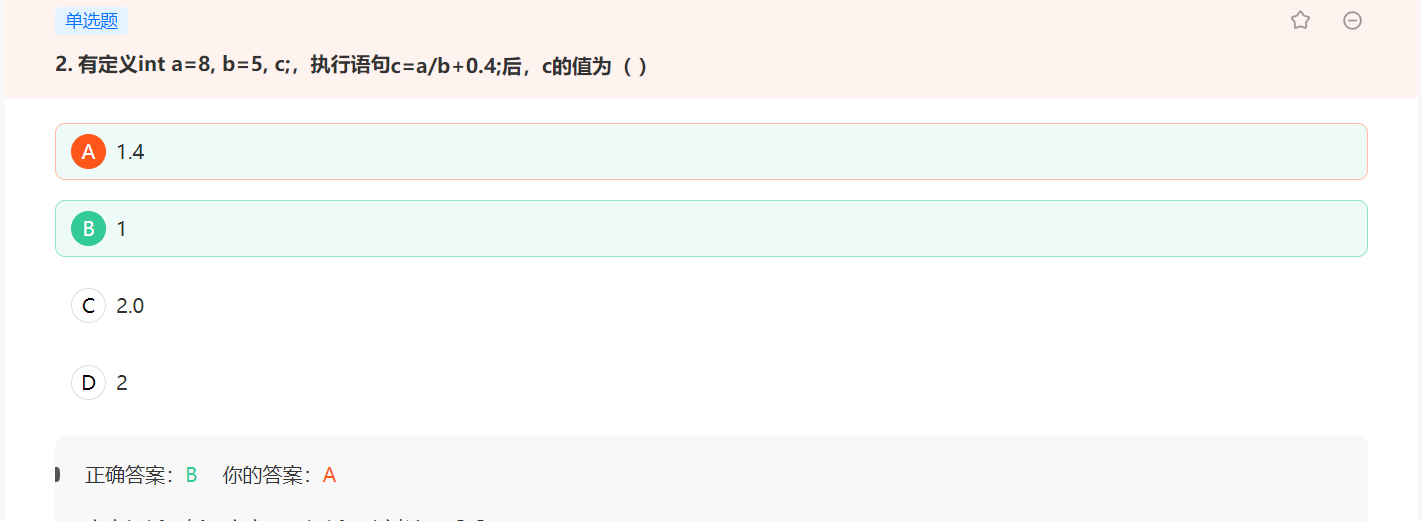 单选题
2. 有定义int a=8, b=5, c;，执行语句c=a/b+0.4;后，c的值为（ ）
A 1.4
B 1
C 2.0
D 2
正确答案：B 你的答案：A